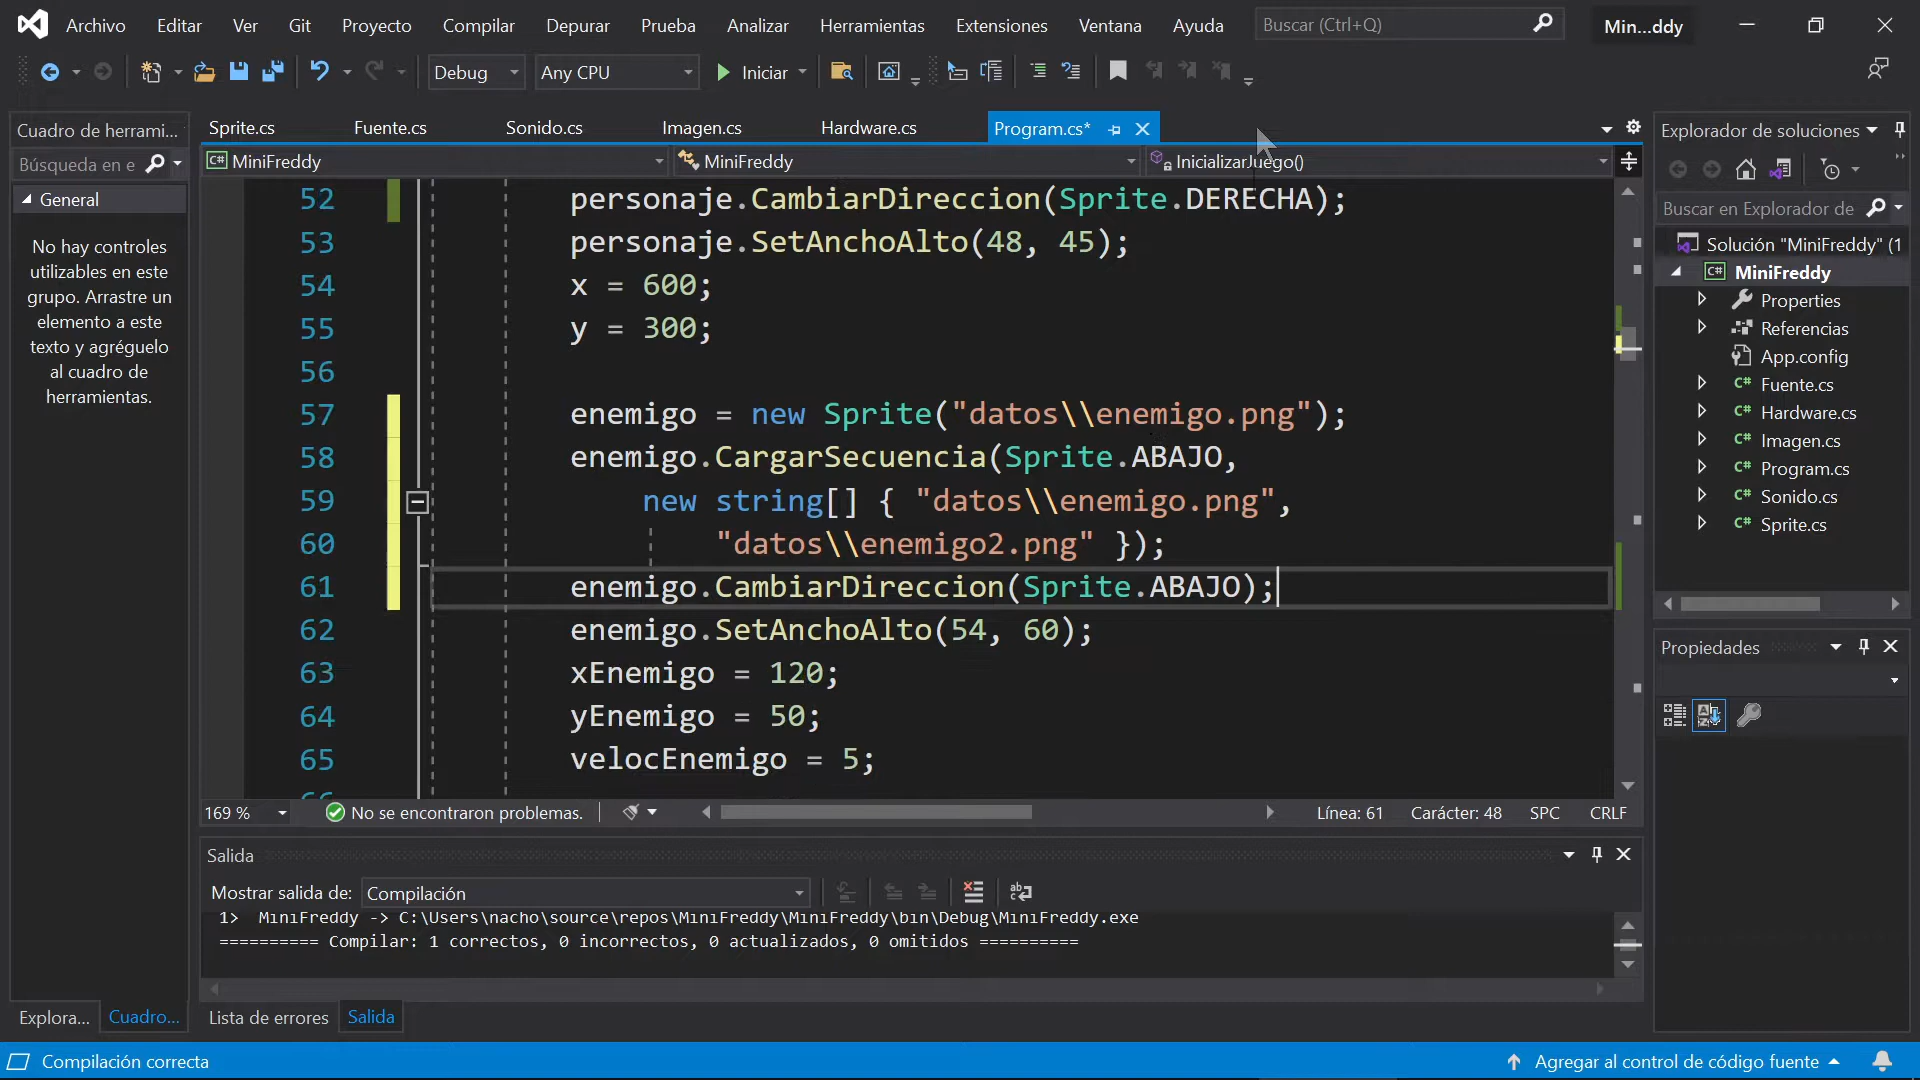 Archivo Editar Ver Git Proyecto Compilar Depurar Prueba Analizar Herramientas Extensiones Ventana Ayuda Buscar (Ctrl+Q) Min...ddy
Debug Any CPU Iniciar
Cuadro de herrami...
Búsqueda en e
General
No hay controles
utilizables en este
grupo. Arrastre un
elemento a este
texto y agréguelo
al cuadro de
herramientas.
Sprite.cs Fuente.cs Sonido.cs Imagen.cs Hardware.cs Program.cs*
MiniFreddy MiniFreddy InicializarJuego()
52 personaje.CambiarDireccion(Sprite.DERECHA);
53 personaje.SetAnchoAlto(48, 45);
54 x = 600;
55 y = 300;
56
57 enemigo = new Sprite("datos\\enemigo.png");
58 enemigo.CargarSecuencia(Sprite.ABAJO,
59 new string[] { "datos\\enemigo.png",
60 "datos\\enemigo2.png" });
61 enemigo.CambiarDireccion(Sprite.ABAJO);
62 enemigo.SetAnchoAlto(54, 60);
63 xEnemigo = 120;
64 yEnemigo = 50;
65 velocEnemigo = 5;
169 % No se encontraron problemas. Línea: 61 Carácter: 48 SPC CRLF
Salida
Mostrar salida de: Compilación
1> MiniFreddy -> C:\Users\nacho\source\repos\MiniFreddy\MiniFreddy\bin\Debug\MiniFreddy.exe
========== Compilar: 1 correctos, 0 incorrectos, 0 actualizados, 0 omitidos ==========
Explora... Cuadro... Lista de errores Salida
Explorador de soluciones
Buscar en Explorador de
Solución "MiniFreddy" (1
MiniFreddy
Properties
Referencias
App.config
Fuente.cs
Hardware.cs
Imagen.cs
Program.cs
Sonido.cs
Sprite.cs
Propiedades
Compilación correcta Agregar al control de código fuente